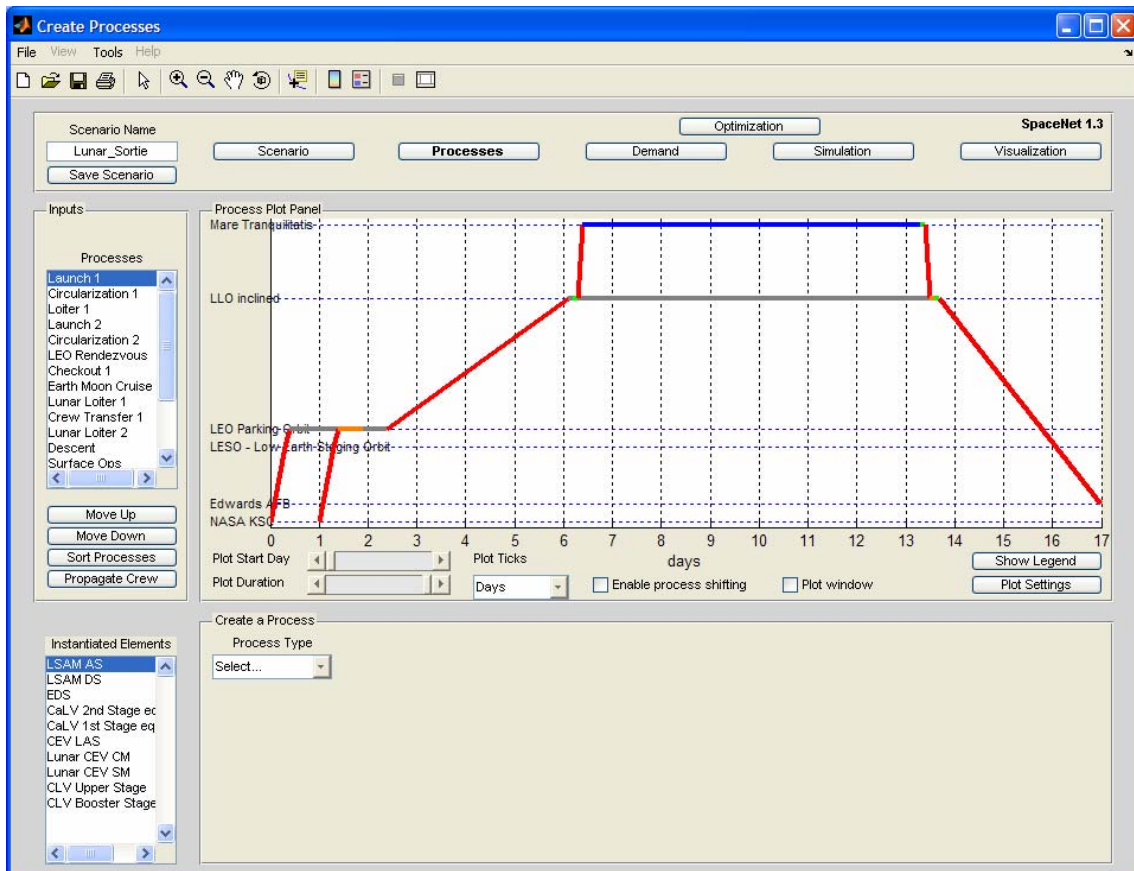 Create Processes
File View Tools Help
Scenario Name
Lunar_Sortie
Save Scenario
Scenario
Processes
Optimization
Demand
Simulation
SpaceNet 1.3
Visualization
Inputs
Processes
Launch 1
Circularization 1
Loiter 1
Launch 2
Circularization 2
LEO Rendezvous
Checkout 1
Earth Moon Cruise
Lunar Loiter 1
Crew Transfer 1
Lunar Loiter 2
Descent
Surface Ops
Move Up
Move Down
Sort Processes
Propagate Crew
Process Plot Panel
Mare Tranquilitatis
LLO inclined
LEO Parking Orbit
LESO - Low Earth Staging Orbit
Edwards AFB
NASA KSC
0 1 2 3 4 5 6 7 8 9 10 11 12 13 14 15 16 17
days
Plot Start Day
Plot Duration
Plot Ticks
Days
Enable process shifting
Plot window
Show Legend
Plot Settings
Instantiated Elements
LSAM AS
LSAM DS
EDS
CaLV 2nd Stage ec
CaLV 1st Stage eq
CEV LAS
Lunar CEV CM
Lunar CEV SM
CLV Upper Stage
CLV Booster Stage
Create a Process
Process Type
Select...